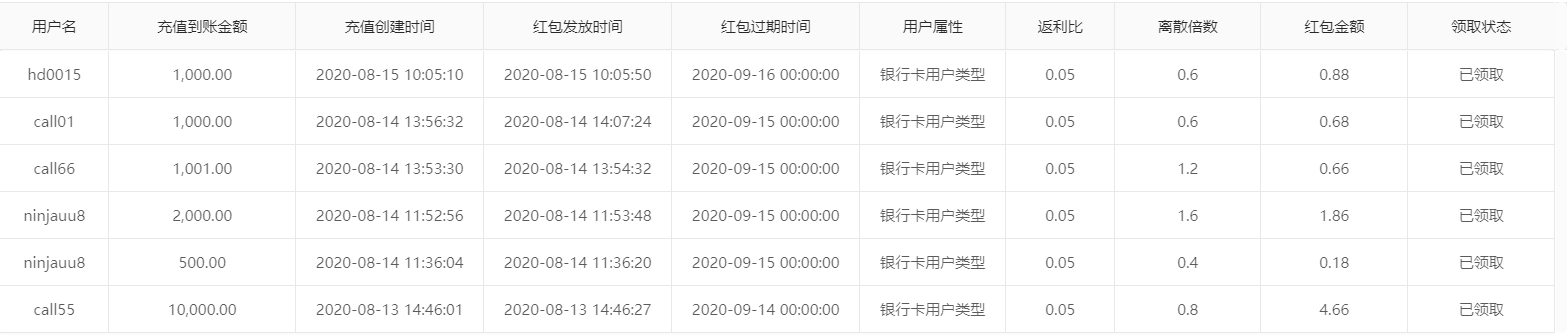 用户名 充值到账金额 充值创建时间 红包发放时间 红包过期时间 用户属性 返利比 离散倍数 红包金额 领取状态
hd0015 1,000.00 2020-08-15 10:05:10 2020-08-15 10:05:50 2020-09-16 00:00:00 银行卡用户类型 0.05 0.6 0.88 已领取
call01 1,000.00 2020-08-14 13:56:32 2020-08-14 14:07:24 2020-09-15 00:00:00 银行卡用户类型 0.05 0.6 0.68 已领取
call66 1,001.00 2020-08-14 13:53:30 2020-08-14 13:54:32 2020-09-15 00:00:00 银行卡用户类型 0.05 1.2 0.66 已领取
ninjauu8 2,000.00 2020-08-14 11:52:56 2020-08-14 11:53:48 2020-09-15 00:00:00 银行卡用户类型 0.05 1.6 1.86 已领取
ninjauu8 500.00 2020-08-14 11:36:04 2020-08-14 11:36:20 2020-09-15 00:00:00 银行卡用户类型 0.05 0.4 0.18 已领取
call55 10,000.00 2020-08-13 14:46:01 2020-08-13 14:46:27 2020-09-14 00:00:00 银行卡用户类型 0.05 0.8 4.66 已领取